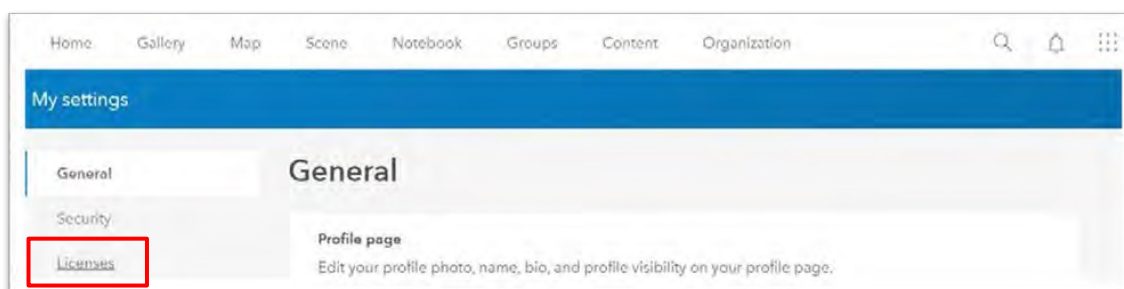 Home Gallery Map Scene Notebook Groups Content Organization
My settings
General
General
Security
Profile page
Licenses
Edit your profile photo, name, bio, and profile visibility on your profile page.